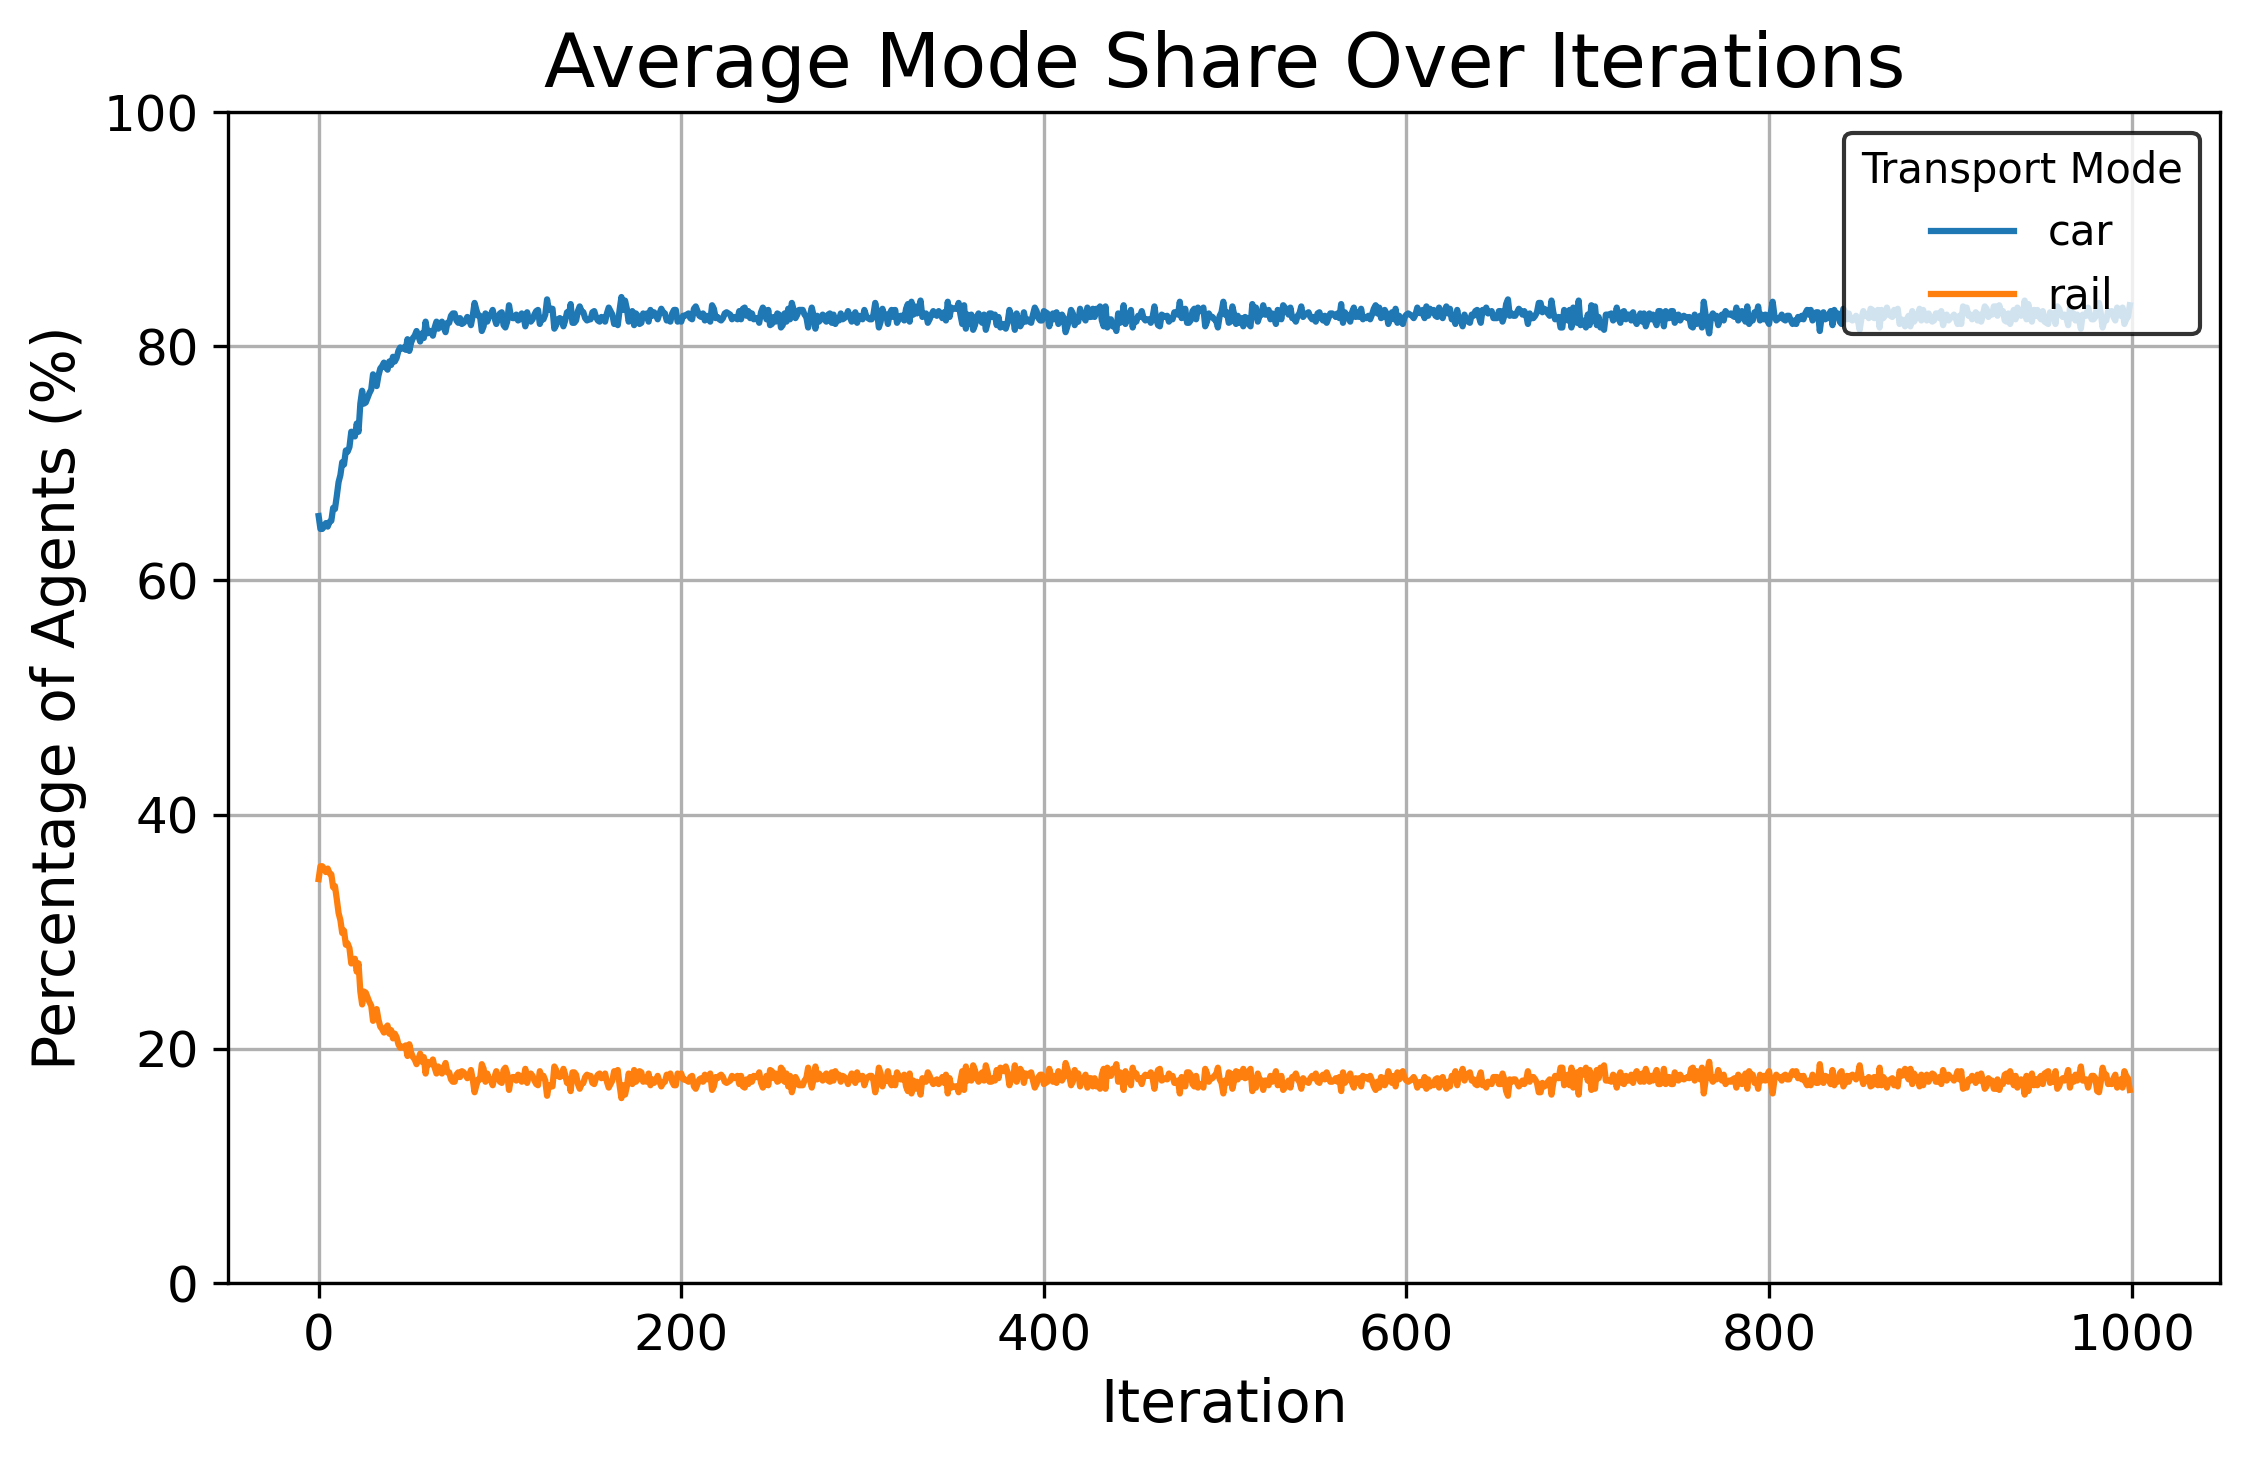 Average Mode Share Over Iterations
Percentage of Agents (%)
100
80
60
40
20
0
Transport Mode
car
rail
0 200 400 600 800 1000
Iteration